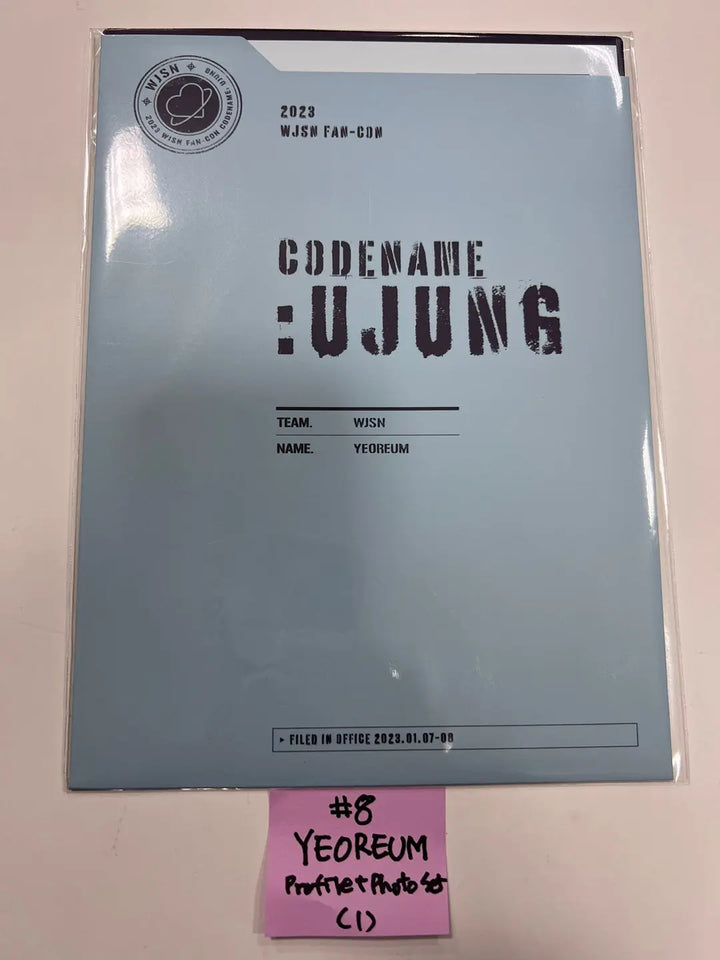 WJSN
2023 WJSN FAN-CON CODENAME, UJUNG
2023
WJSN FAN-CON
CODENAME
:UJUNG
TEAM. WJSN
NAME. YEOREUM
▸ FILED IN OFFICE 2023.01.07-08
#8
YEOREUM
Profile+Photo Set
(1)